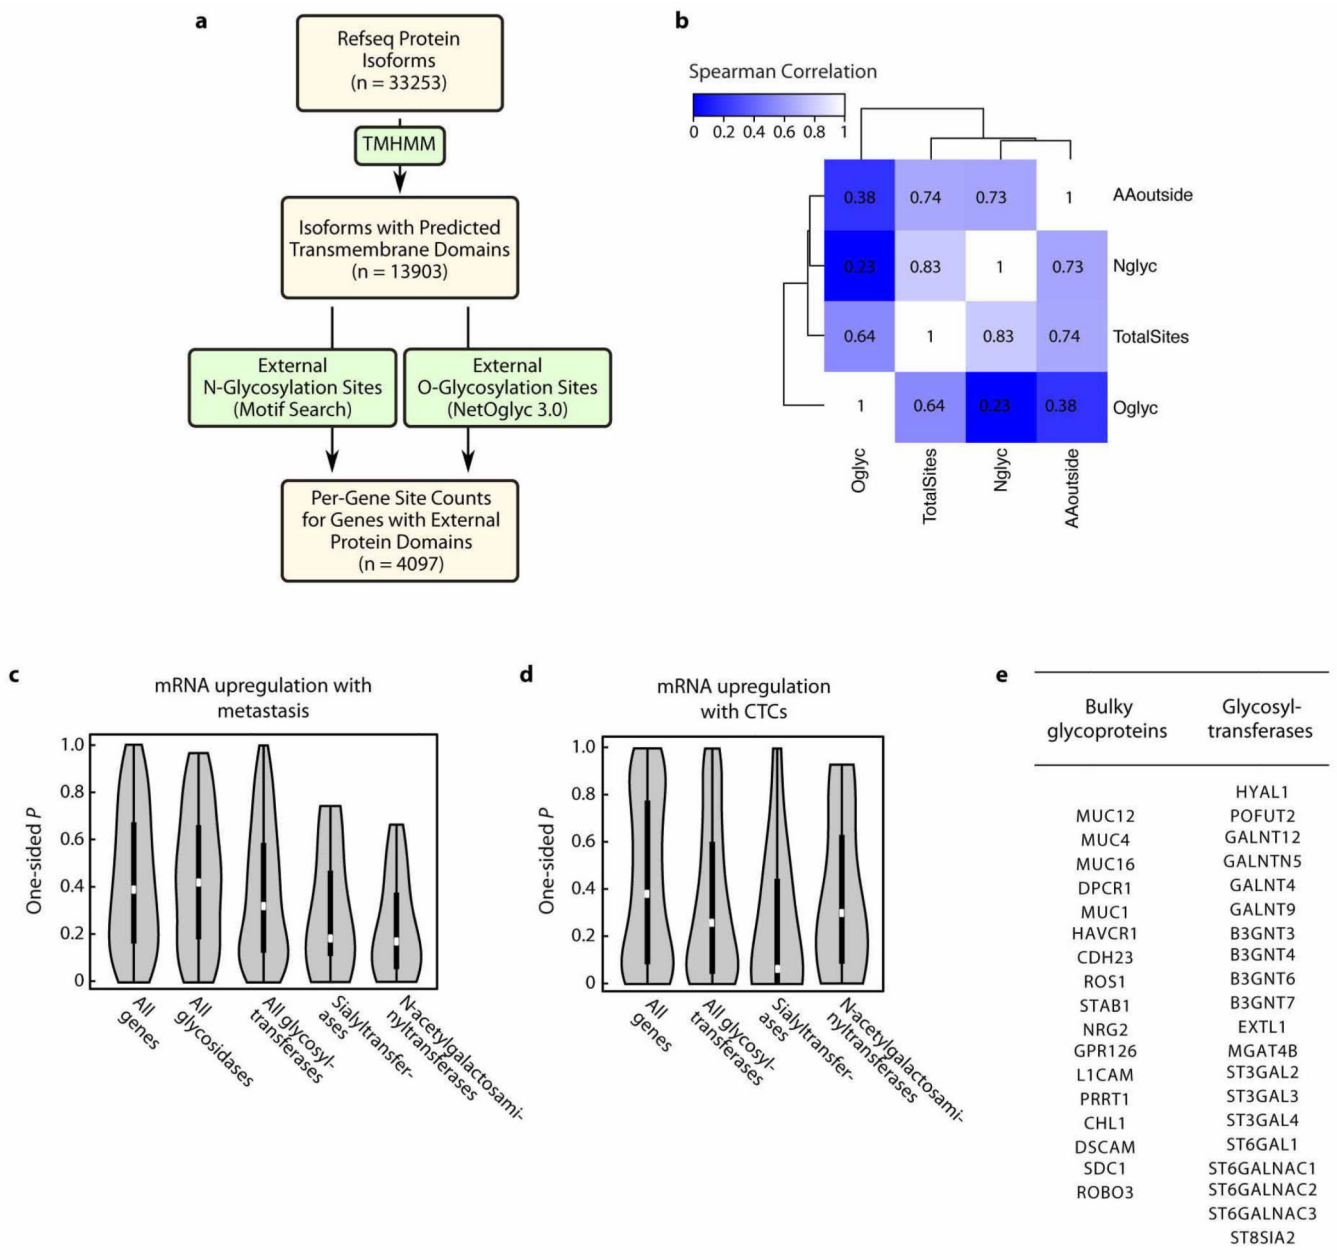 a
Refseq Protein
Isoforms
(n = 33253)
TMHMM
Isoforms with Predicted
Transmembrane Domains
(n = 13903)
External
N-Glycosylation Sites
(Motif Search)
External
O-Glycosylation Sites
(NetOglyc 3.0)
Per-Gene Site Counts
for Genes with External
Protein Domains
(n = 4097)
b
Spearman Correlation
0 0.2 0.4 0.6 0.8 1
0.38 0.74 0.73 1 AAoutside
0.23 0.83 1 0.73 Nglyc
0.64 1 0.83 0.74 TotalSites
1 0.64 0.23 0.38 Oglyc
Oglyc
TotalSites
Nglyc
AAoutside
c
mRNA upregulation with
metastasis
One-sided P
1.0
0.8
0.6
0.4
0.2
0
All
genes
All
glycosidases
All glycosyl-
transferases
Sialyltransfer-
ases
N-acetylgalactosami-
nyltransferases
d
mRNA upregulation
with CTCs
One-sided P
1.0
0.8
0.6
0.4
0.2
0
All
genes
All glycosyl-
transferases
Sialyltransfer-
ases
N-acetylgalactosami-
nyltransferases
e
Bulky
glycoproteins
MUC12
MUC4
MUC16
DPCR1
MUC1
HAVCR1
CDH23
ROS1
STAB1
NRG2
GPR126
L1CAM
PRRT1
CHL1
DSCAM
SDC1
ROBO3
Glycosyl-
transferases
HYAL1
POFUT2
GALNT12
GALNTN5
GALNT4
GALNT9
B3GNT3
B3GNT4
B3GNT6
B3GNT7
EXTL1
MGAT4B
ST3GAL2
ST3GAL3
ST3GAL4
ST6GAL1
ST6GALNAC1
ST6GALNAC2
ST6GALNAC3
ST8SIA2